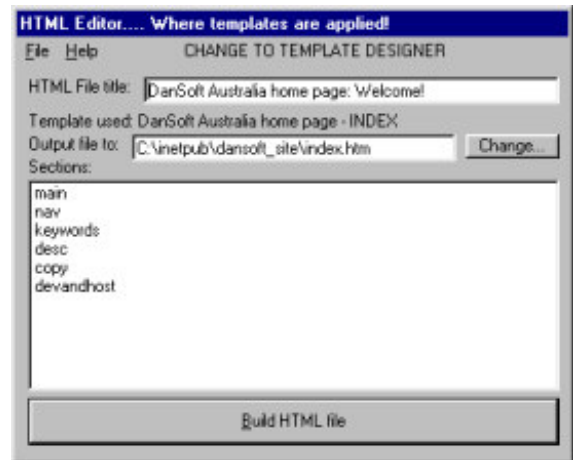 HTML Editor.... Where templates are applied!
File Help CHANGE TO TEMPLATE DESIGNER
HTML File title: DanSoft Australia home page: Welcome!
Template used: DanSoft Australia home page - INDEX
Output file to: C:\inetpub\dansoft_site\index.htm Change...
Sections:
main
nav
keywords
desc
copy
devandhost
Build HTML file